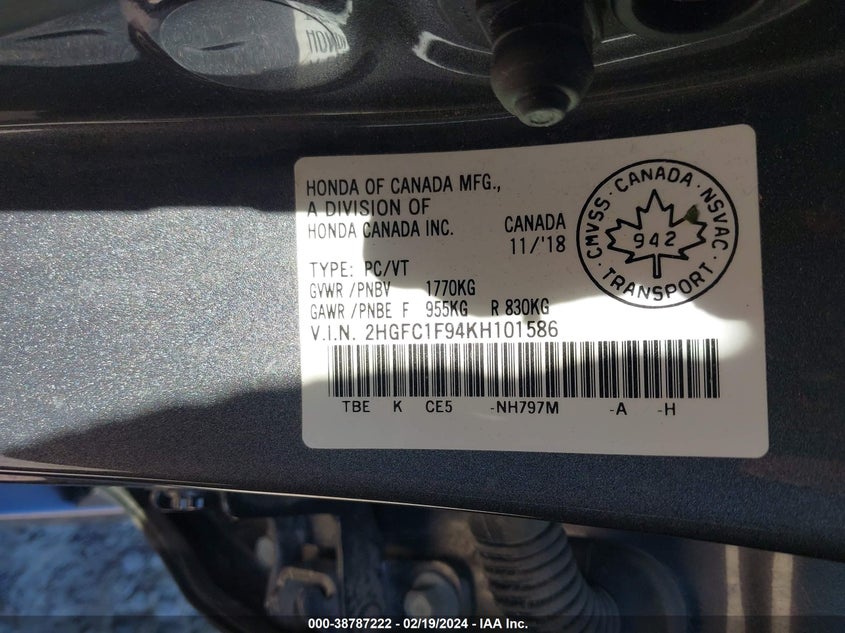 HONDA
HONDA OF CANADA MFG.,
A DIVISION OF
HONDA CANADA INC.
CANADA
11/'18
TYPE: PC/VT
GVWR /PNBV 1770KG
GAWR /PNBE F 955KG R 830KG
V.I.N. 2HGFC1F94KH101586
TBE K CE5 -NH797M -A -H
CMVSS · CANADA · NSVAC
942
TRANSPORT
000-38787222 - 02/19/2024 - IAA Inc.